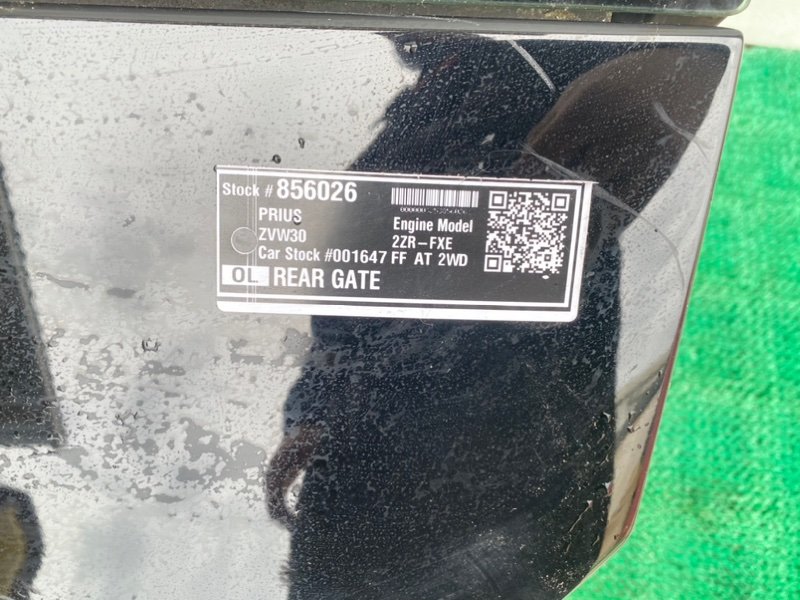 Stock # 856026
PRIUS
ZVW30
Engine Model
2ZR-FXE
Car Stock #001647 FF AT 2WD
OL REAR GATE